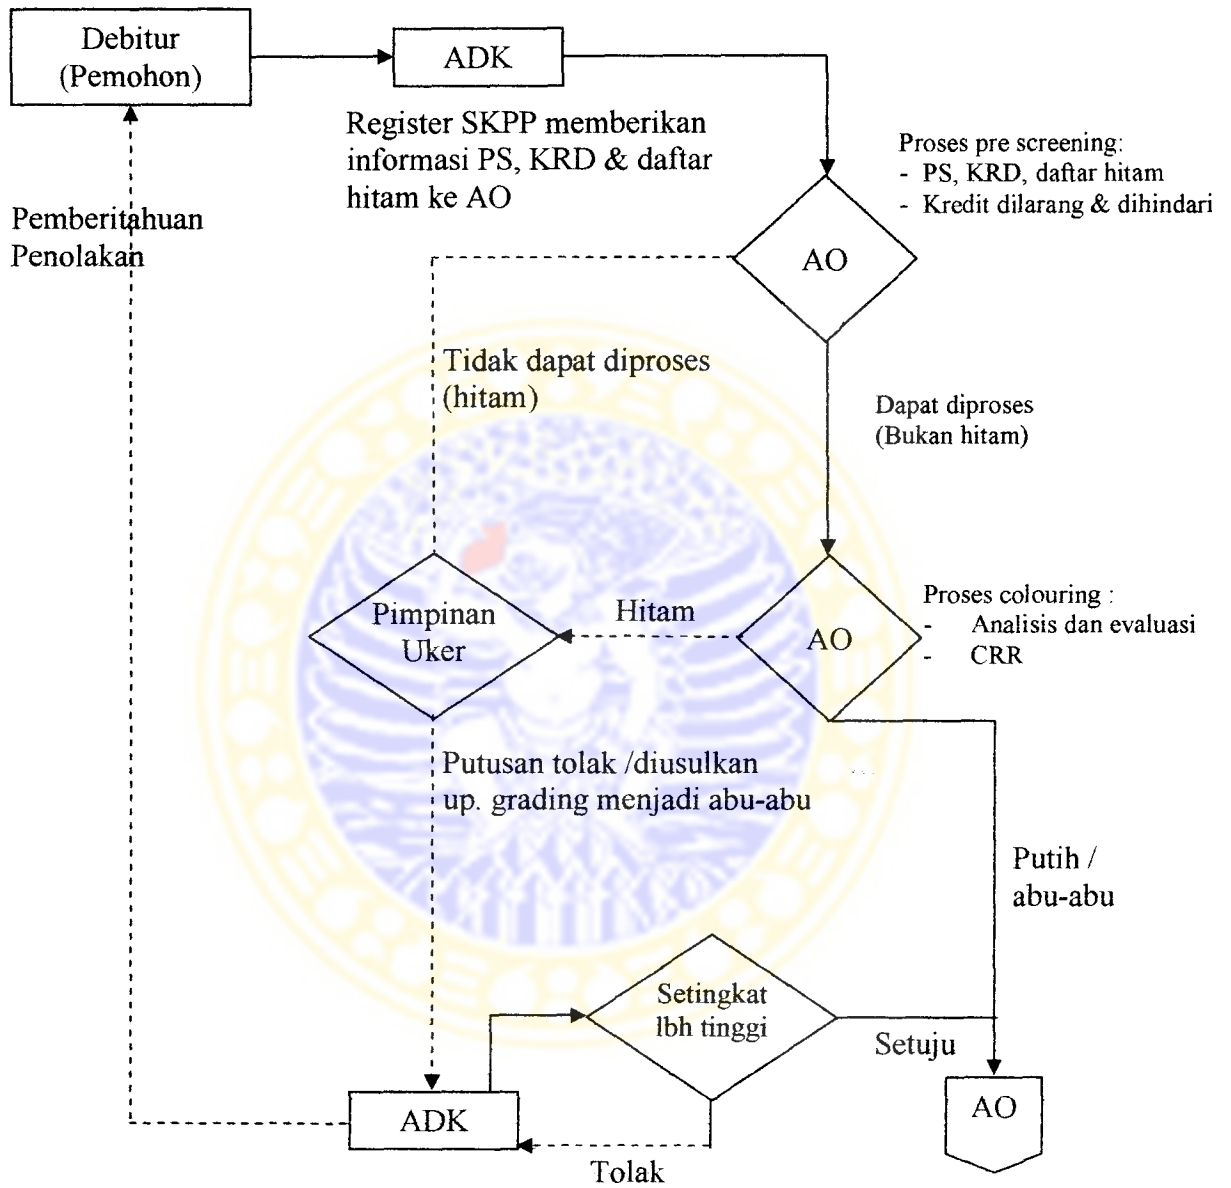 Debitur
(Pemohon)
ADK
Register SKPP memberikan
informasi PS, KRD & daftar
hitam ke AO
Proses pre screening:
- PS, KRD, daftar hitam
- Kredit dilarang & dihindari
AO
Pemberitahuan
Penolakan
Tidak dapat diproses
(hitam)
Dapat diproses
(Bukan hitam)
Pimpinan
Uker
Hitam
AO
Proses colouring :
- Analisis dan evaluasi
- CRR
Putusan tolak /diusulkan
up. grading menjadi abu-abu
Putih /
abu-abu
Setingkat
lbh tinggi
Setuju
ADK
AO
Tolak